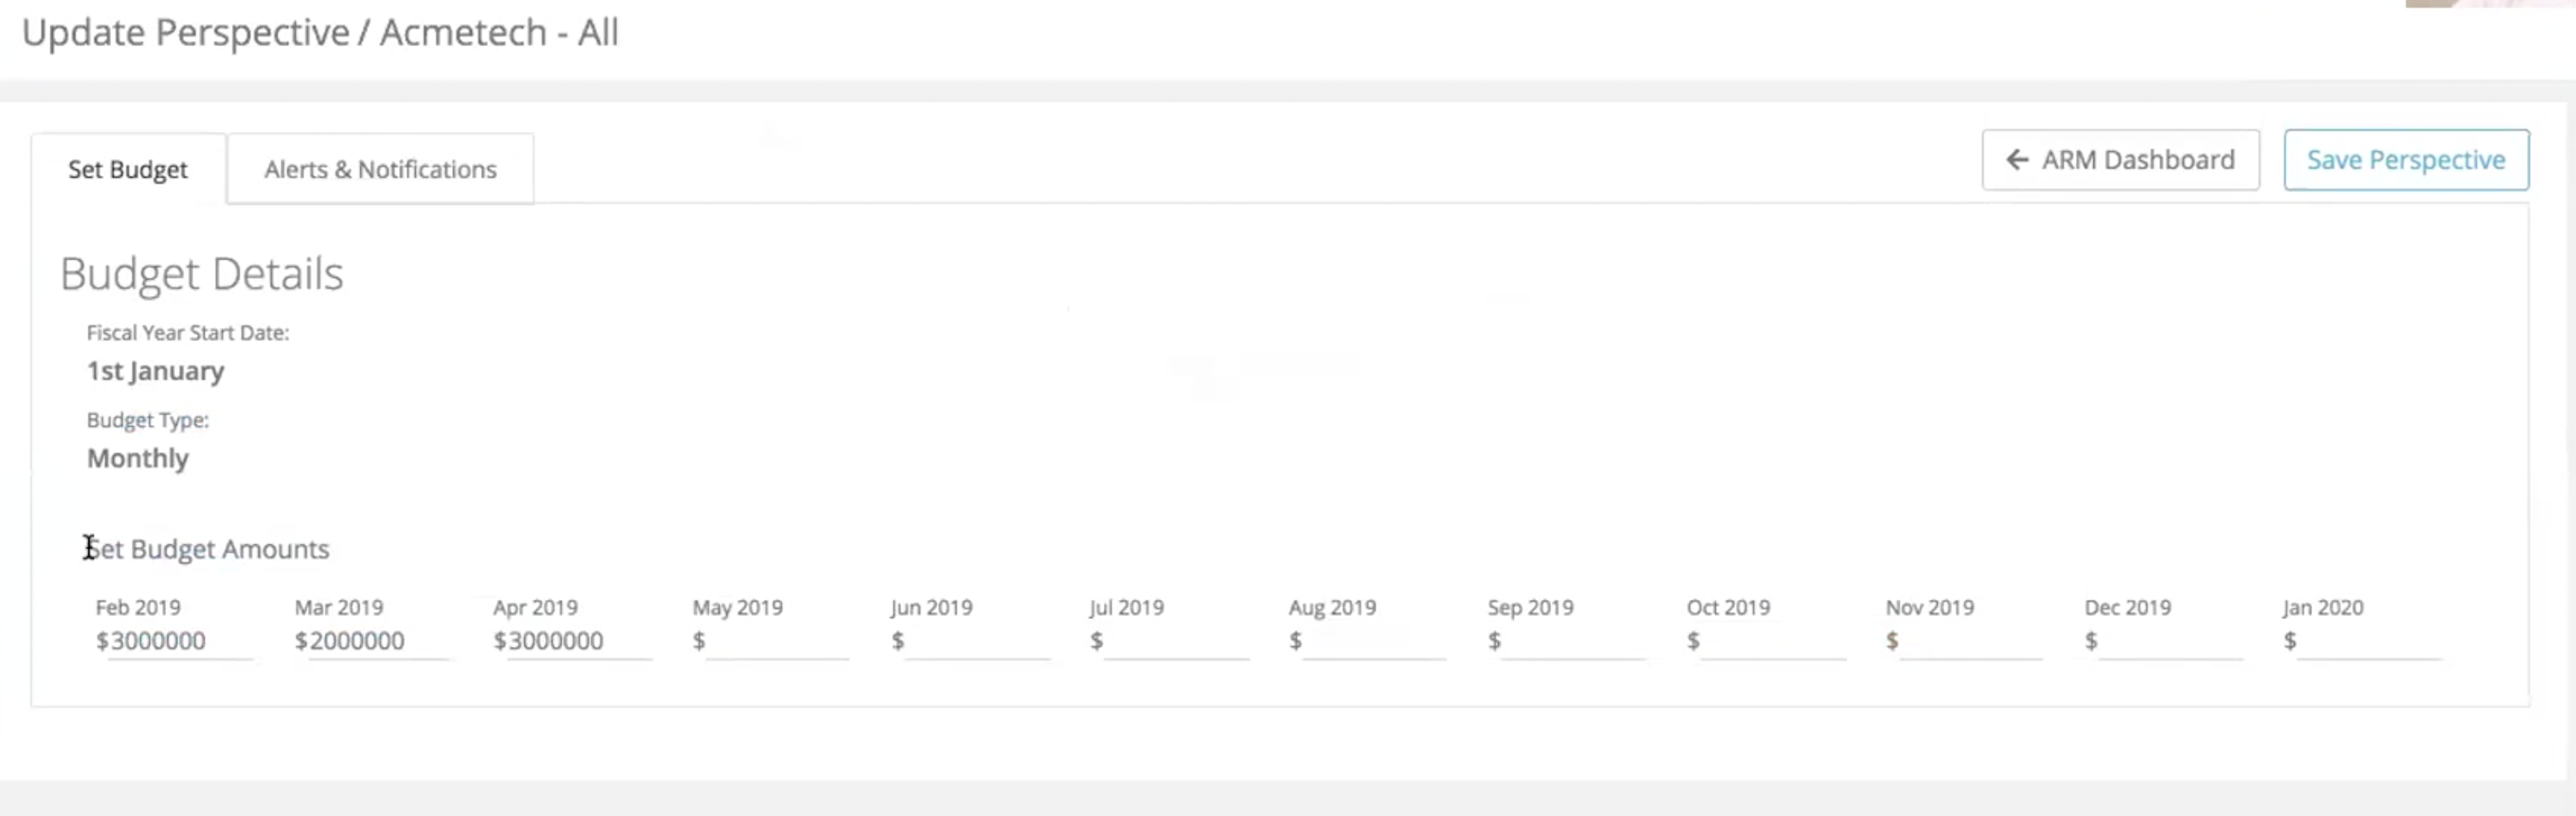 Update Perspective / Acmetech - All
Set Budget
Alerts & Notifications
← ARM Dashboard
Save Perspective
Budget Details
Fiscal Year Start Date:
1st January
Budget Type:
Monthly
Set Budget Amounts
Feb 2019 Mar 2019 Apr 2019 May 2019 Jun 2019 Jul 2019 Aug 2019 Sep 2019 Oct 2019 Nov 2019 Dec 2019 Jan 2020
$3000000 $2000000 $3000000 $ $ $ $ $ $ $ $ $